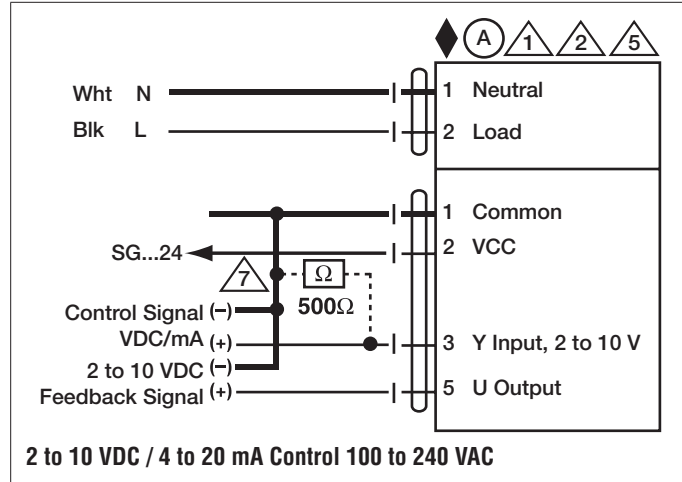 A 1 2 5
Wht N 1 Neutral
Blk L 2 Load
1 Common
SG...24 2 VCC
7 Ω
Control Signal (–) 500Ω
VDC/mA (+) 3 Y Input, 2 to 10 V
2 to 10 VDC (–)
Feedback Signal (+) 5 U Output
2 to 10 VDC / 4 to 20 mA Control 100 to 240 VAC